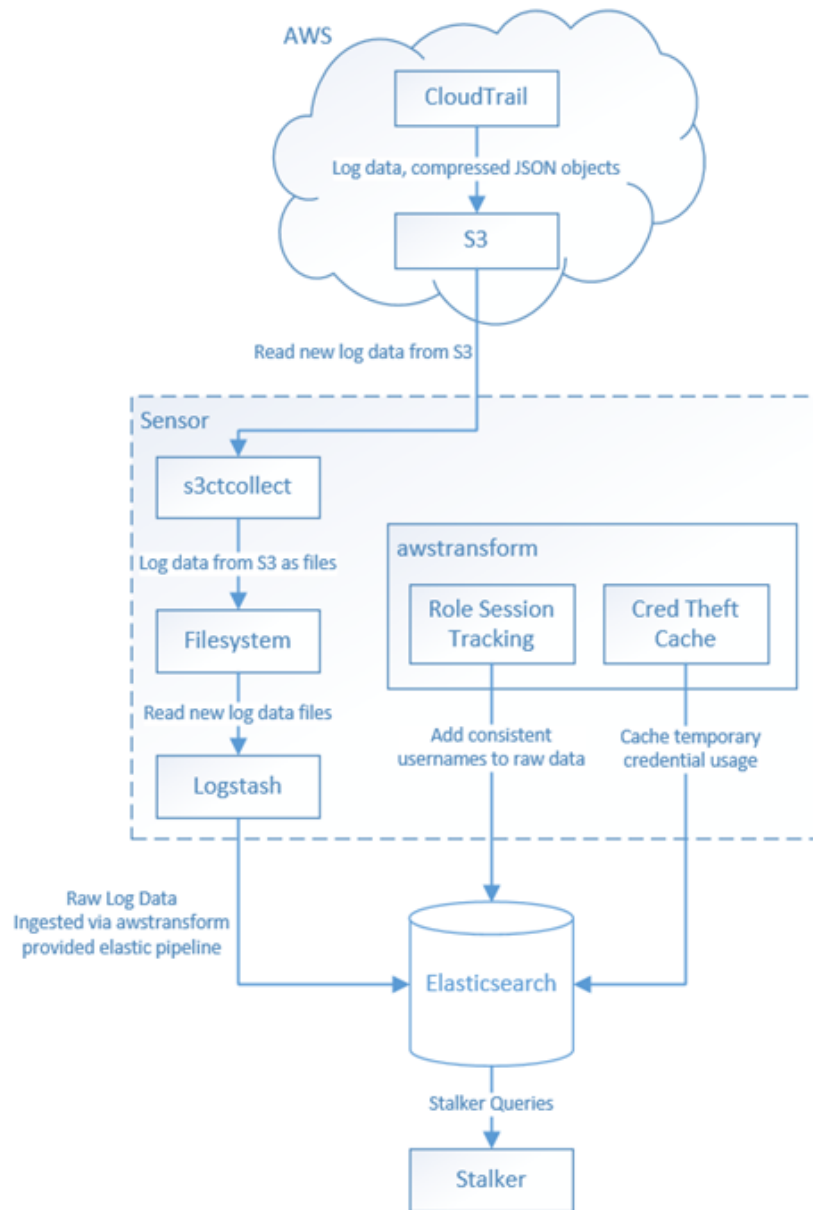 AWS
CloudTrail
Log data, compressed JSON objects
S3
Read new log data from S3
Sensor
s3ctcollect
Log data from S3 as files
Filesystem
Read new log data files
Logstash
awstransform
Role Session
Tracking
Cred Theft
Cache
Add consistent
usernames to raw data
Cache temporary
credential usage
Raw Log Data
Ingested via awstransform
provided elastic pipeline
Elasticsearch
Stalker Queries
Stalker